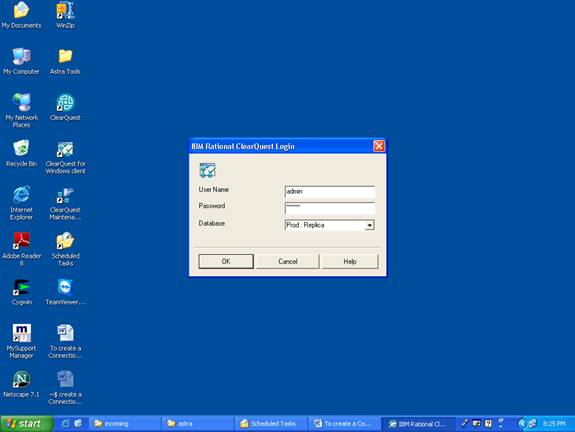 My Documents
WinZip
My Computer
Astra Tools
My Network Places
ClearQuest
Recycle Bin
ClearQuest for Windows client
Internet Explorer
ClearQuest Maintena...
Adobe Reader 8
Scheduled Tasks
Cygwin
TeamViewer...
MySupport Manager
To create a Connectio...
Netscape 7.1
~$ create a Connectio...
IBM Rational ClearQuest Login
User Name
admin
Password
******
Database
Prod : Replica
OK
Cancel
Help
start
incoming
astra
Scheduled Tasks
To create a Co...
IBM Rational Cl...
8:25 PM